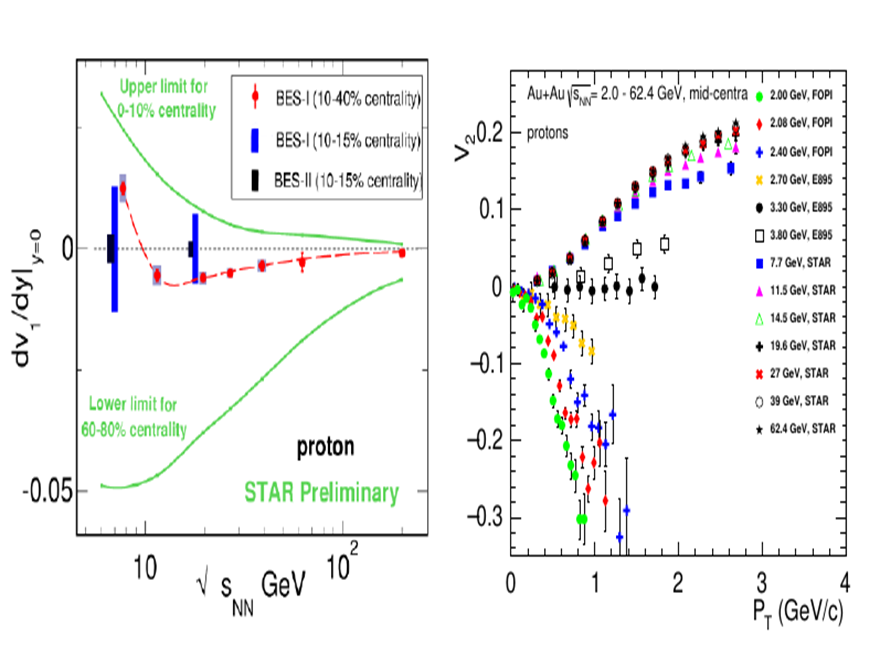 Upper limit for
0-10% centrality
BES-I (10-40% centrality)
BES-I (10-15% centrality)
BES-II (10-15% centrality)
0
-0.05
dv1/dy|y=0
Lower limit for
60-80% centrality
proton
STAR Preliminary
10
10^2
√ sNN GeV
Au+Au √sNN = 2.0 - 62.4 GeV, mid-centra
protons
V2
0.2
0.1
0
−0.1
−0.2
−0.3
2.00 GeV, FOPI
2.08 GeV, FOPI
2.40 GeV, FOPI
2.70 GeV, E895
3.30 GeV, E895
3.80 GeV, E895
7.7 GeV, STAR
11.5 GeV, STAR
14.5 GeV, STAR
19.6 GeV, STAR
27 GeV, STAR
39 GeV, STAR
62.4 GeV, STAR
0
1
2
3
4
PT (GeV/c)